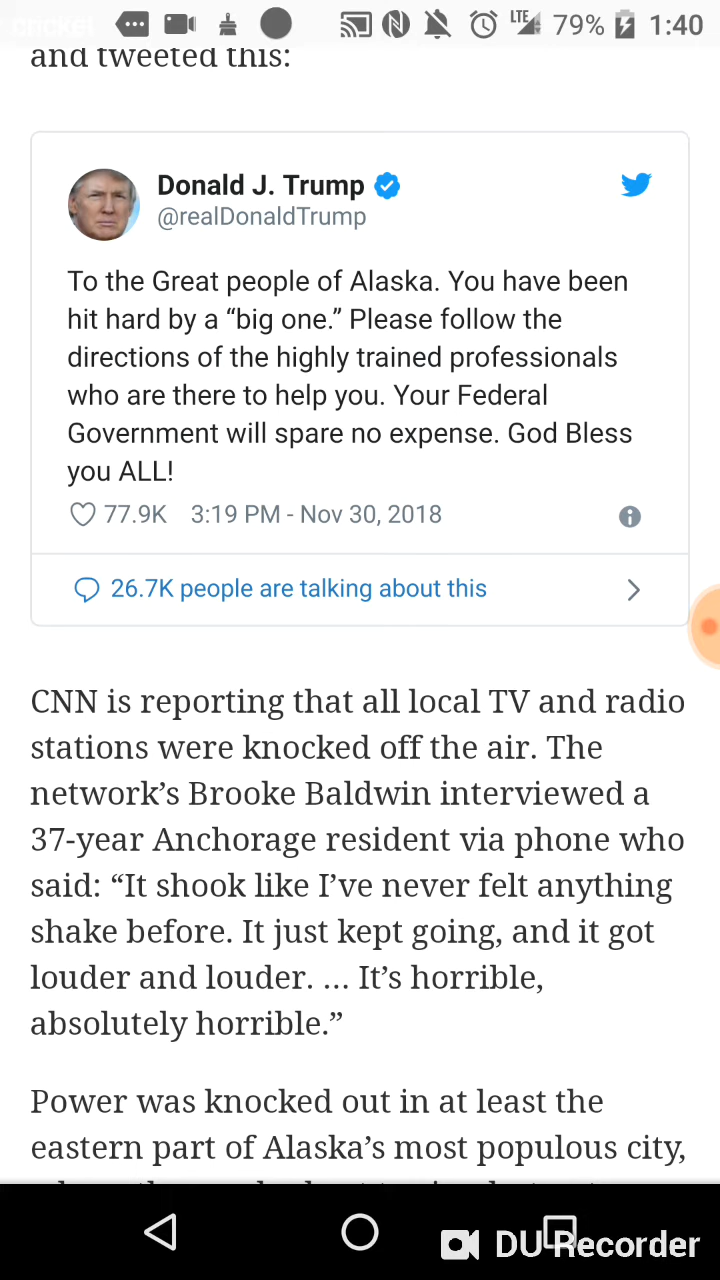 cricket
LTE 79% 1:40
and tweeted this:
Donald J. Trump
@realDonaldTrump
To the Great people of Alaska. You have been
hit hard by a “big one.” Please follow the
directions of the highly trained professionals
who are there to help you. Your Federal
Government will spare no expense. God Bless
you ALL!
77.9K 3:19 PM - Nov 30, 2018
26.7K people are talking about this
CNN is reporting that all local TV and radio
stations were knocked off the air. The
network’s Brooke Baldwin interviewed a
37-year Anchorage resident via phone who
said: “It shook like I’ve never felt anything
shake before. It just kept going, and it got
louder and louder. … It’s horrible,
absolutely horrible.”
Power was knocked out in at least the
eastern part of Alaska’s most populous city,
DU Recorder